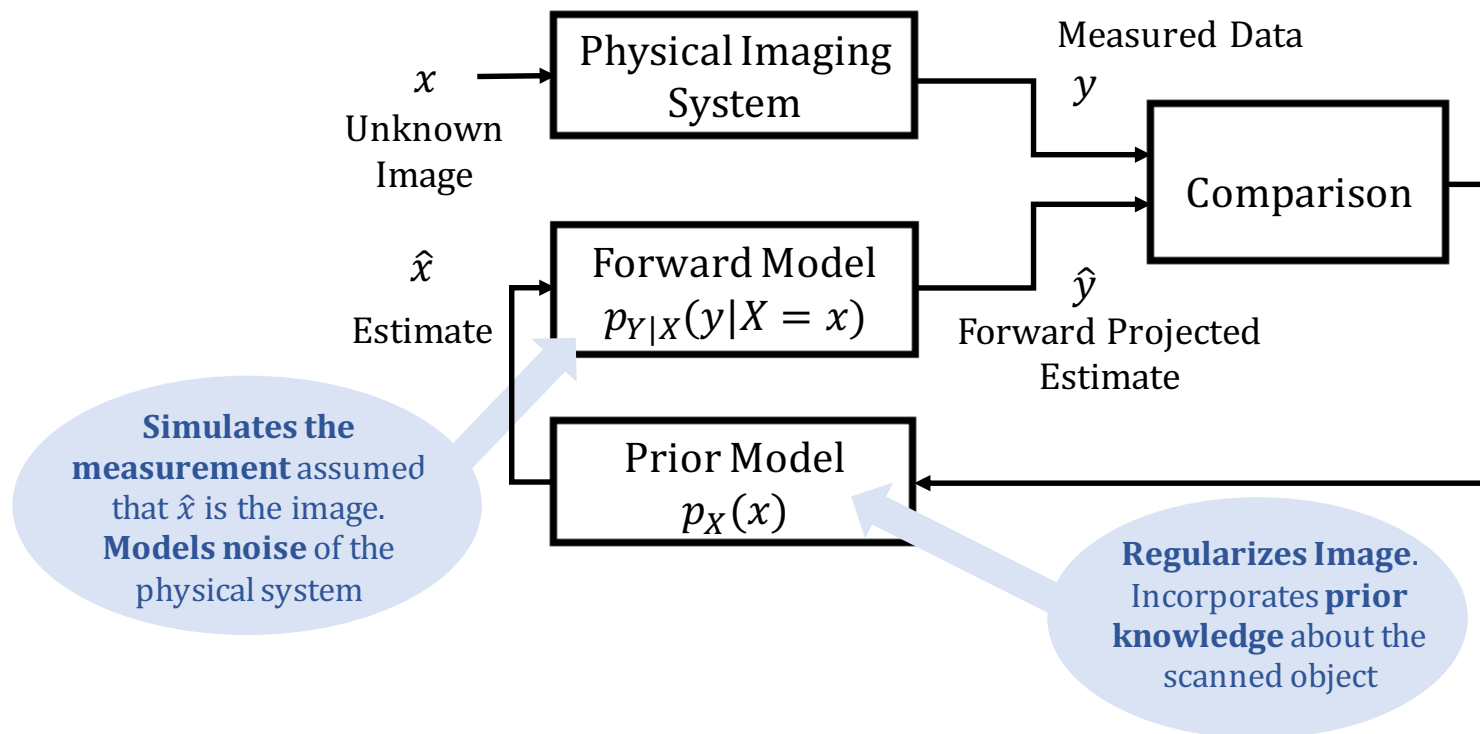 Physical Imaging
System
x
Unknown
Image
Measured Data
y
Comparison
x̂
Estimate
Forward Model
p_{Y|X}(y|X = x)
ŷ
Forward Projected
Estimate
Prior Model
p_X(x)
Simulates the
measurement assumed
that x̂ is the image.
Models noise of the
physical system
Regularizes Image.
Incorporates prior
knowledge about the
scanned object